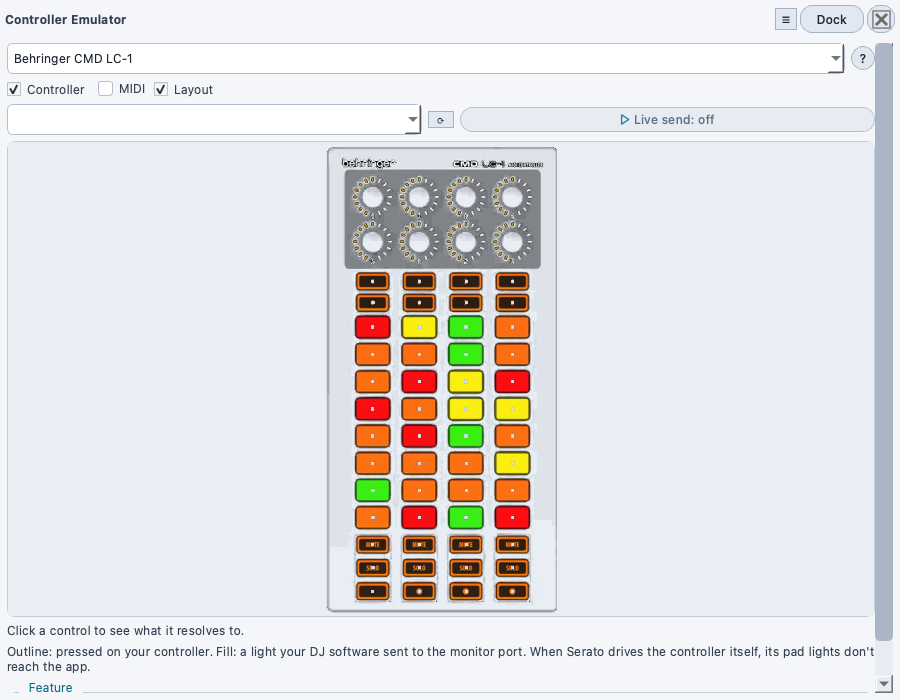 Controller Emulator
≡ Dock
Behringer CMD LC-1
?
Controller MIDI Layout
⟳ ▷ Live send: off
behringer CMD LC-1
MUTE MUTE MUTE MUTE
SOLO SOLO SOLO SOLO
Click a control to see what it resolves to.
Outline: pressed on your controller. Fill: a light your DJ software sent to the monitor port. When Serato drives the controller itself, its pad lights don't
reach the app.
Feature